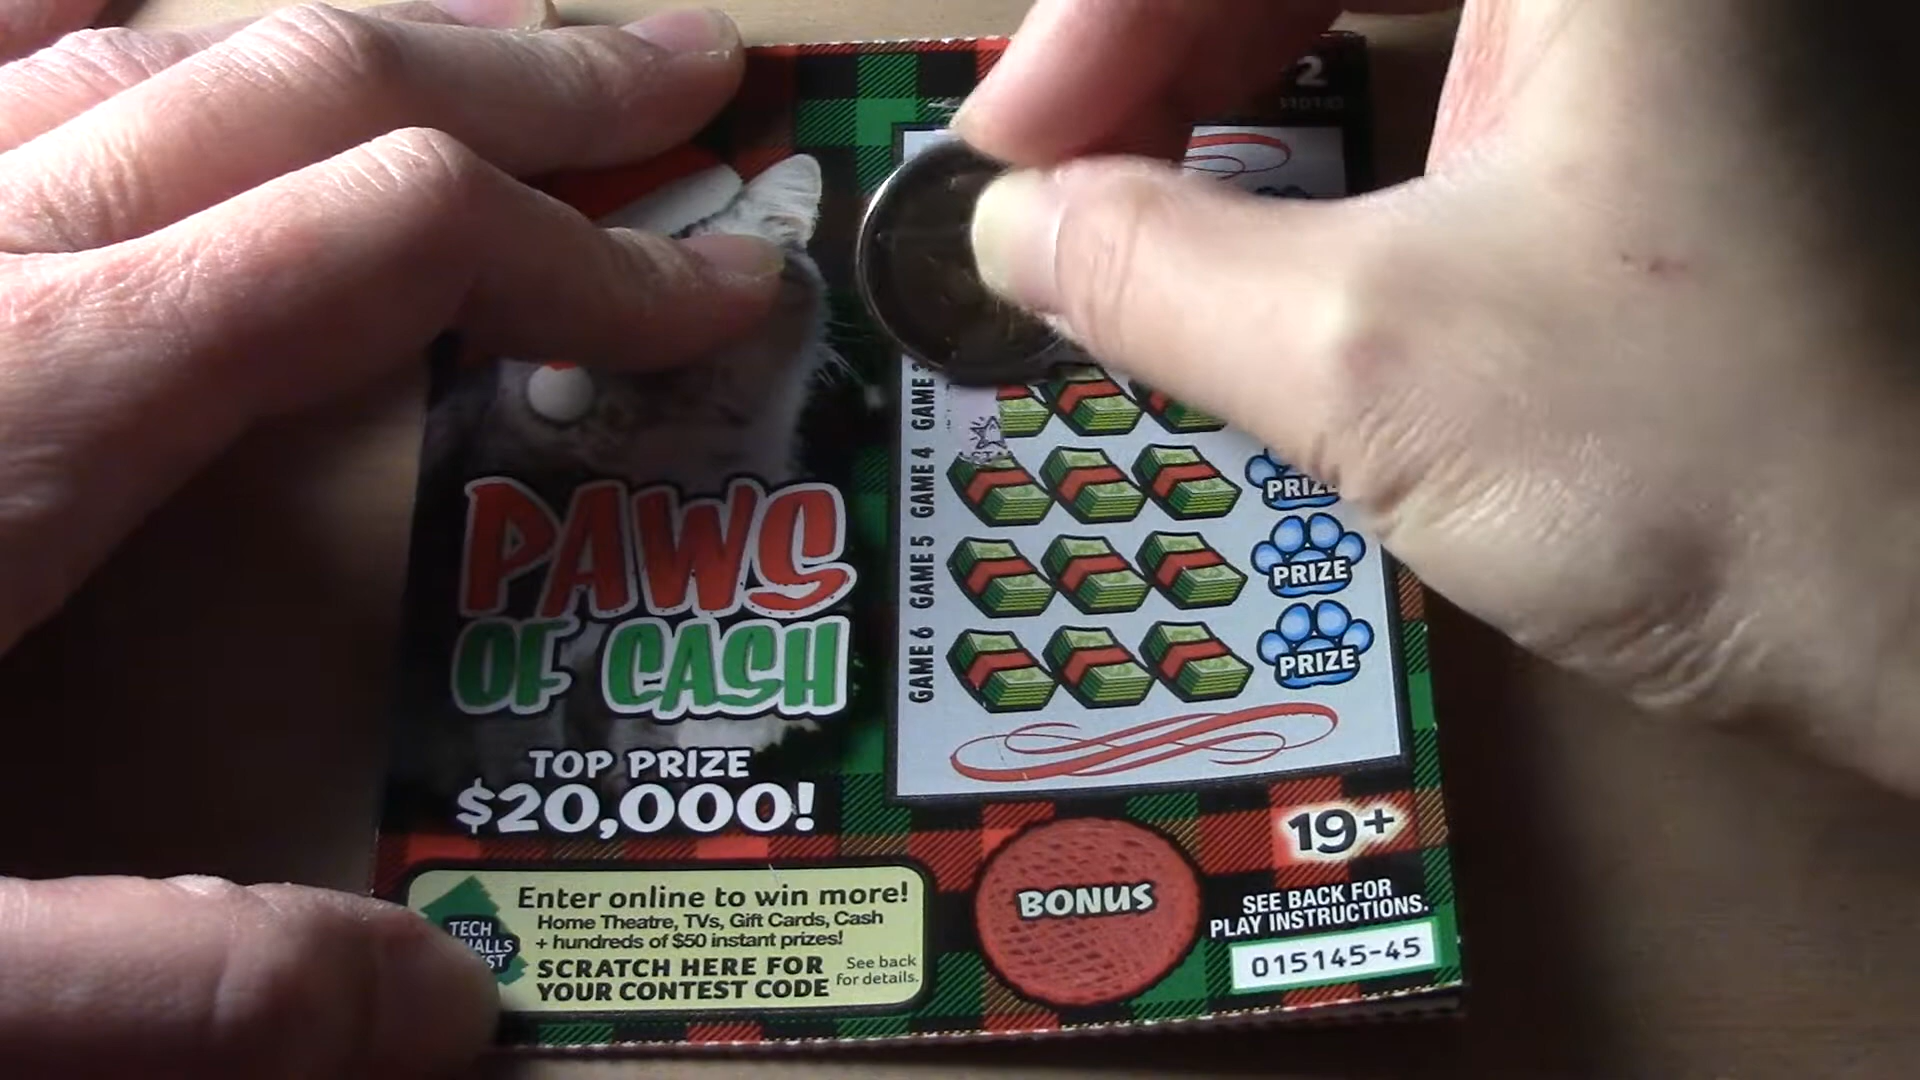 2
GAME 3
GAME 4
PRIZE
GAME 5
PRIZE
GAME 6
PRIZE
PAWS
OF CASH
TOP PRIZE
$20,000!
19+
Enter online to win more!
Home Theatre, TVs, Gift Cards, Cash
+ hundreds of $50 instant prizes!
SCRATCH HERE FOR
YOUR CONTEST CODE
See back
for details.
TECH
BONUS
SEE BACK FOR
PLAY INSTRUCTIONS.
015145-45